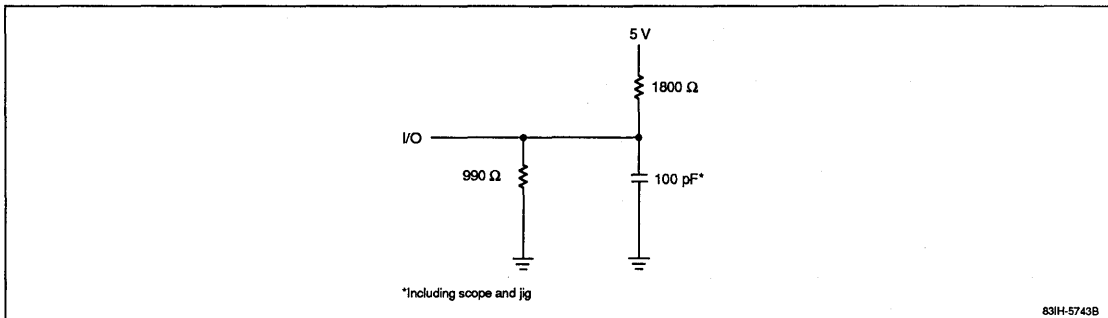 5 V
1800 Ω
I/O
990 Ω
100 pF*
*Including scope and jig
83IH-5743B